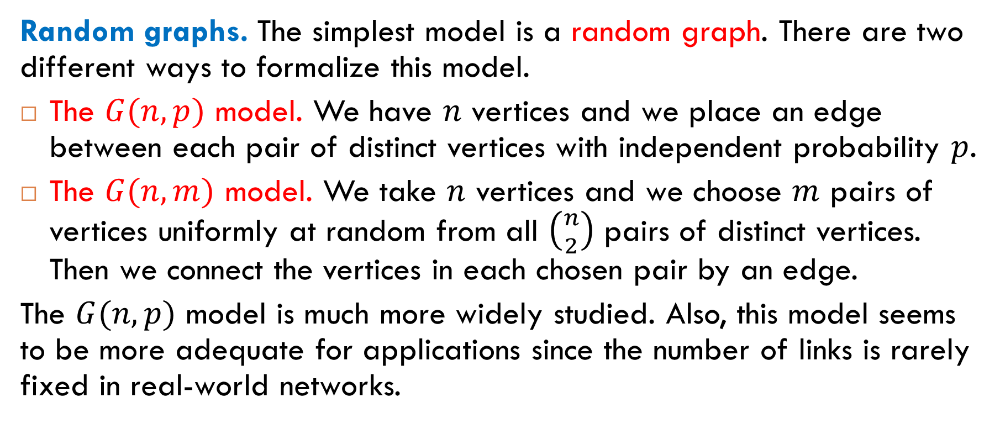 Random graphs. The simplest model is a random graph. There are two
different ways to formalize this model.
□ The G(n, p) model. We have n vertices and we place an edge
between each pair of distinct vertices with independent probability p.
□ The G(n, m) model. We take n vertices and we choose m pairs of
vertices uniformly at random from all (n 2) pairs of distinct vertices.
Then we connect the vertices in each chosen pair by an edge.
The G(n, p) model is much more widely studied. Also, this model seems
to be more adequate for applications since the number of links is rarely
fixed in real-world networks.